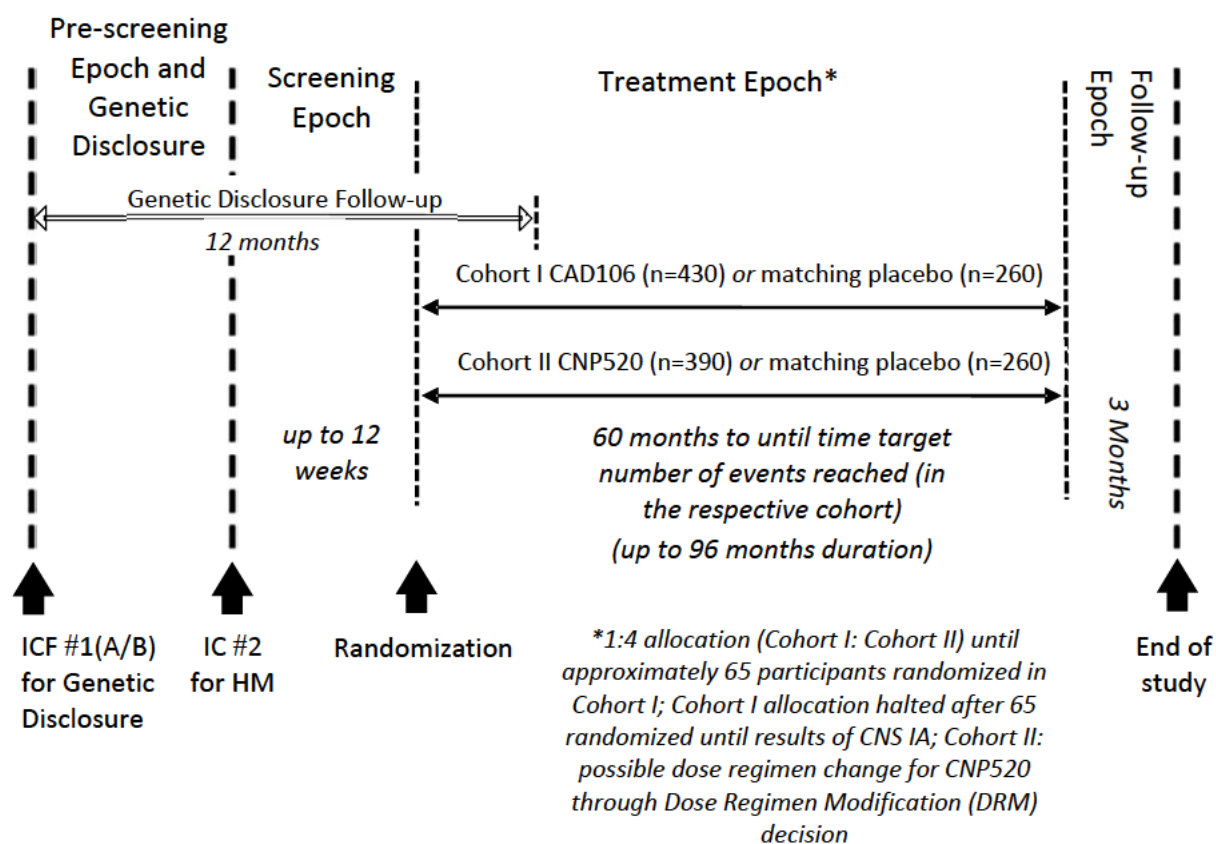 Pre-screening
Epoch and
Genetic
Disclosure
Screening
Epoch
Treatment Epoch*
Follow-up
Epoch
Genetic Disclosure Follow-up
12 months
Cohort I CAD106 (n=430) or matching placebo (n=260)
Cohort II CNP520 (n=390) or matching placebo (n=260)
up to 12
weeks
60 months to until time target
number of events reached (in
the respective cohort)
(up to 96 months duration)
3 Months
ICF #1(A/B)
for Genetic
Disclosure
IC #2
for HM
Randomization
*1:4 allocation (Cohort I: Cohort II) until
approximately 65 participants randomized in
Cohort I; Cohort I allocation halted after 65
randomized until results of CNS IA; Cohort II:
possible dose regimen change for CNP520
through Dose Regimen Modification (DRM)
decision
End of
study